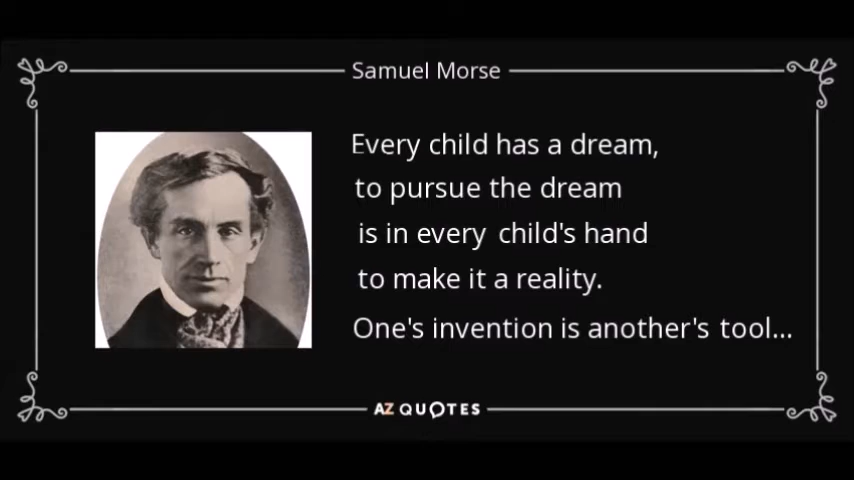 Samuel Morse
Every child has a dream,
to pursue the dream
is in every child's hand
to make it a reality.
One's invention is another's tool...
AZ QUOTES